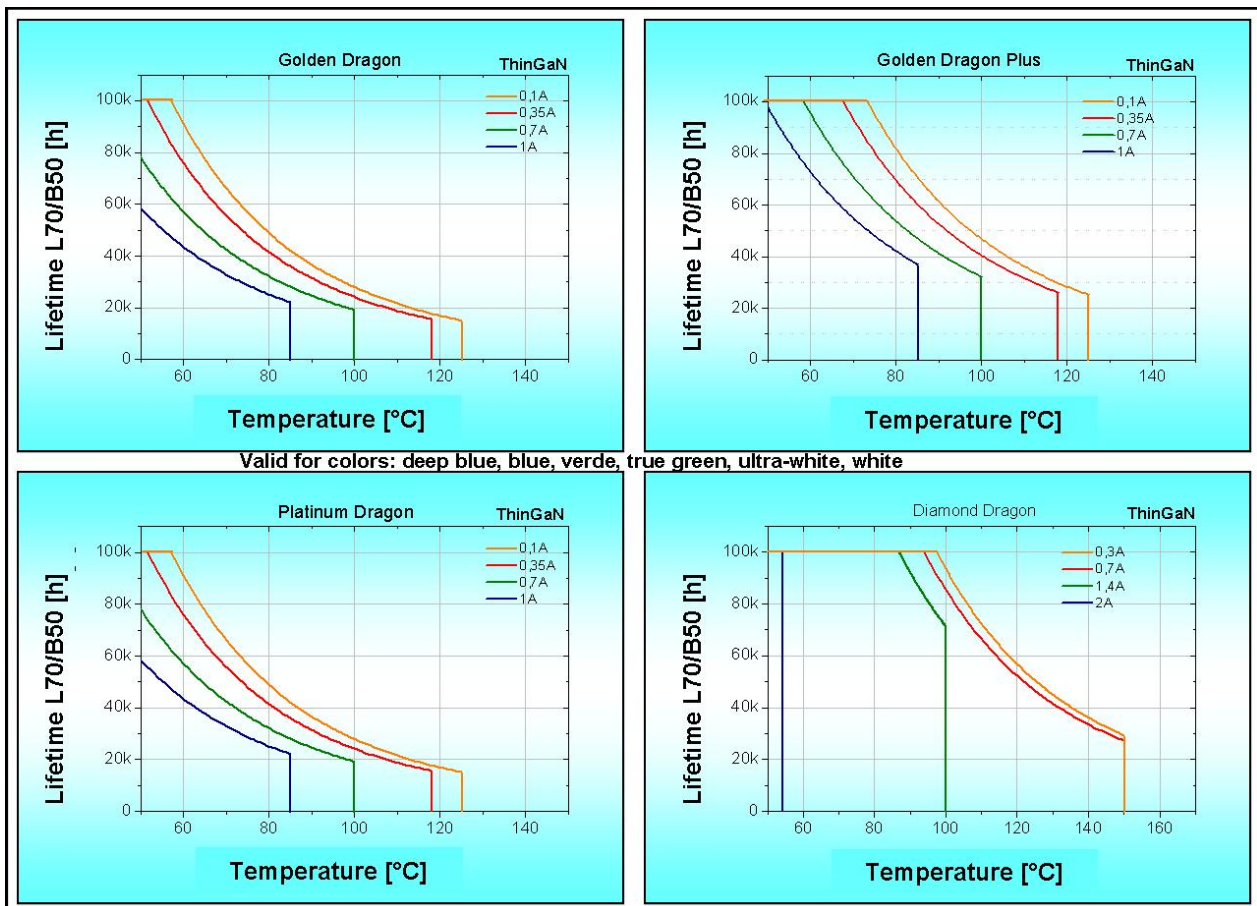 Golden Dragon ThinGaN
0,1A
0,35A
0,7A
1A
100k
80k
60k
40k
20k
0
60 80 100 120 140
Lifetime L70/B50 [h]
Temperature [°C]
Golden Dragon Plus ThinGaN
0,1A
0,35A
0,7A
1A
100k
80k
60k
40k
20k
0
60 80 100 120 140
Lifetime L70/B50 [h]
Temperature [°C]
Valid for colors: deep blue, blue, verde, true green, ultra-white, white
Platinum Dragon ThinGaN
0,1A
0,35A
0,7A
1A
100k
80k
60k
40k
20k
0
60 80 100 120 140
Lifetime L70/B50 [h]
Temperature [°C]
Diamond Dragon ThinGaN
0,3A
0,7A
1,4A
2A
100k
80k
60k
40k
20k
0
60 80 100 120 140 160
Lifetime L70/B50 [h]
Temperature [°C]